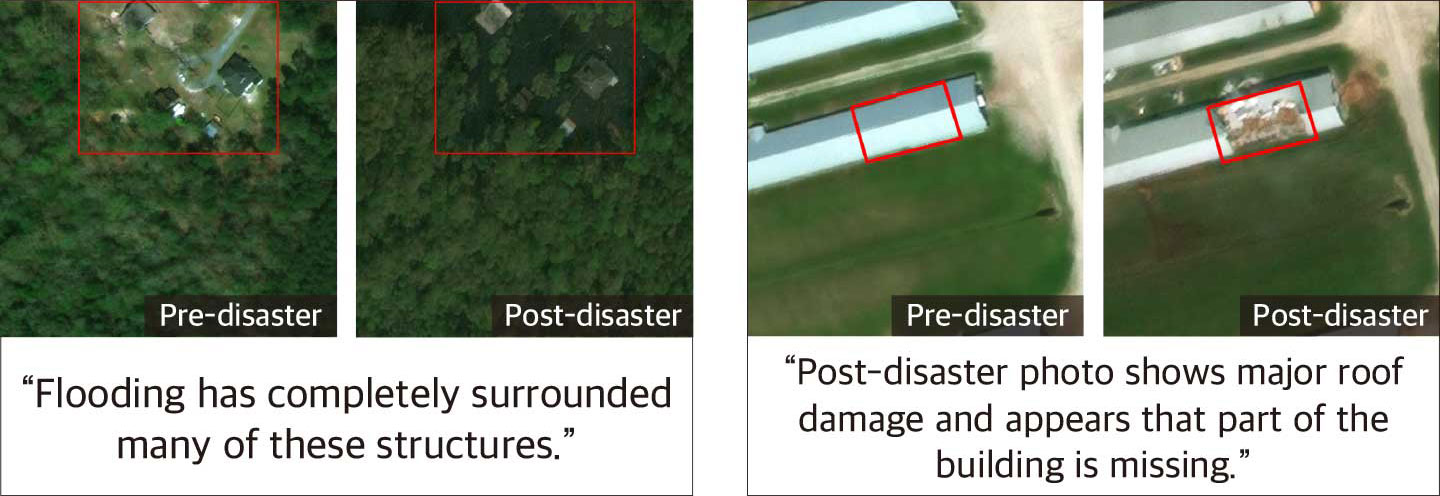 Pre-disaster
Post-disaster
“Flooding has completely surrounded
many of these structures.”
Pre-disaster
Post-disaster
“Post-disaster photo shows major roof
damage and appears that part of the
building is missing.”